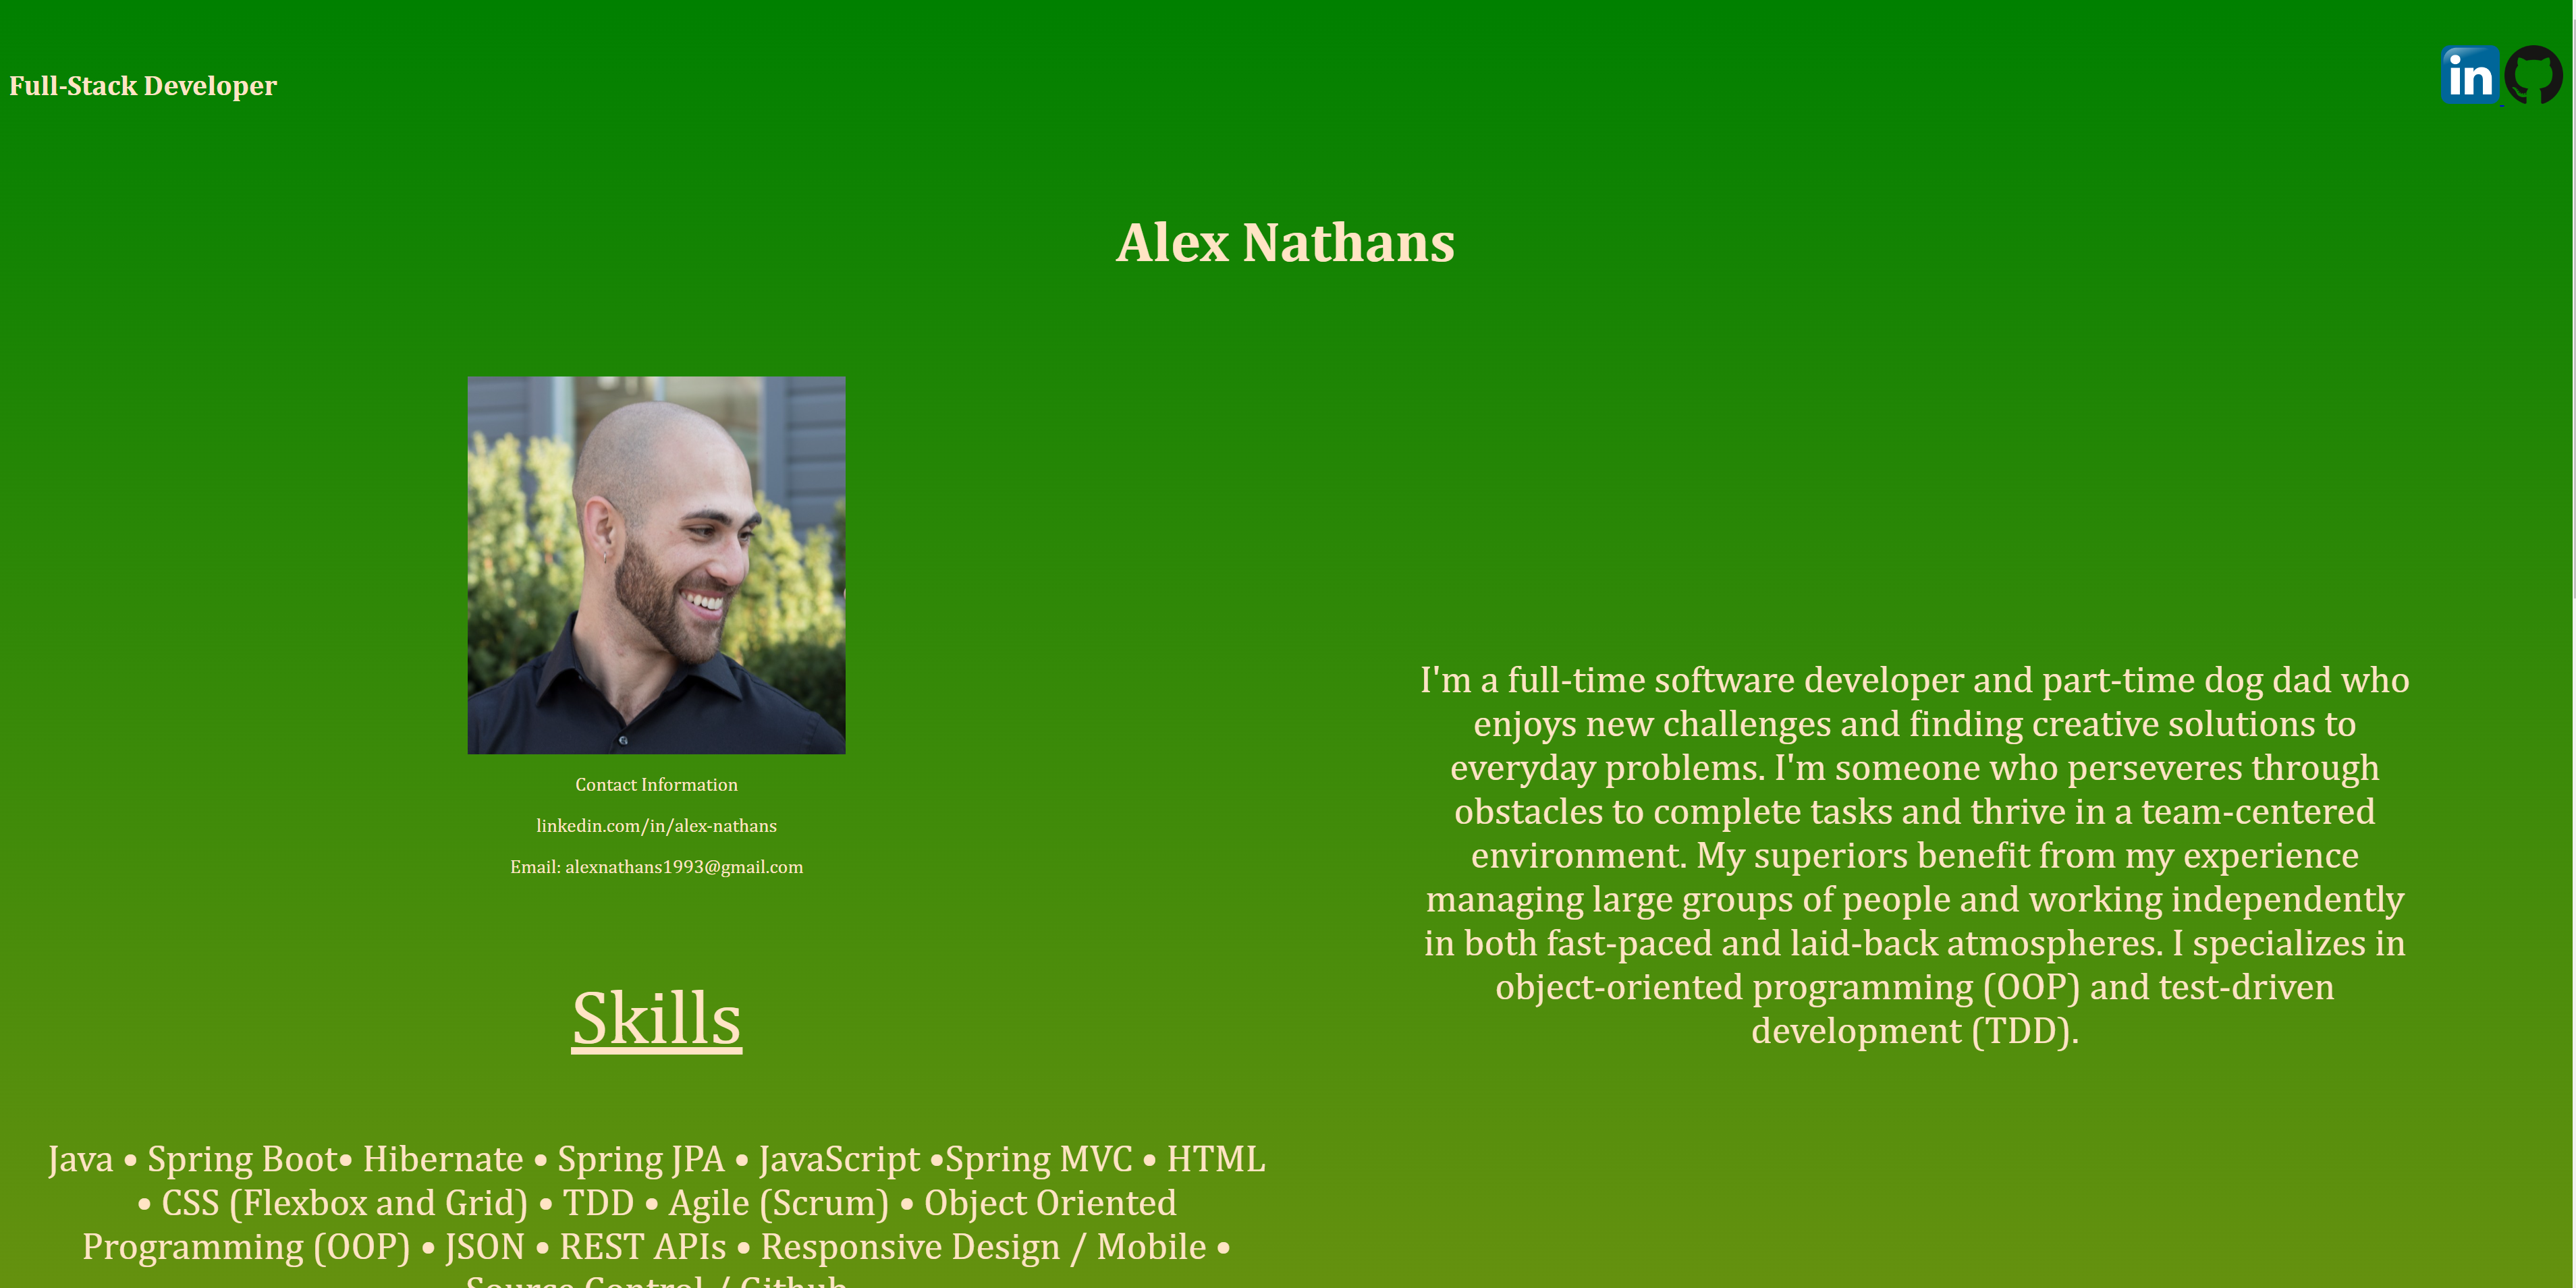 Full-Stack Developer
in
Alex Nathans
Contact Information
linkedin.com/in/alex-nathans
Email: alexnathans1993@gmail.com
I'm a full-time software developer and part-time dog dad who
enjoys new challenges and finding creative solutions to
everyday problems. I'm someone who perseveres through
obstacles to complete tasks and thrive in a team-centered
environment. My superiors benefit from my experience
managing large groups of people and working independently
in both fast-paced and laid-back atmospheres. I specializes in
object-oriented programming (OOP) and test-driven
development (TDD).
Skills
Java • Spring Boot• Hibernate • Spring JPA • JavaScript •Spring MVC • HTML
• CSS (Flexbox and Grid) • TDD • Agile (Scrum) • Object Oriented
Programming (OOP) • JSON • REST APIs • Responsive Design / Mobile •
Source Control / Github